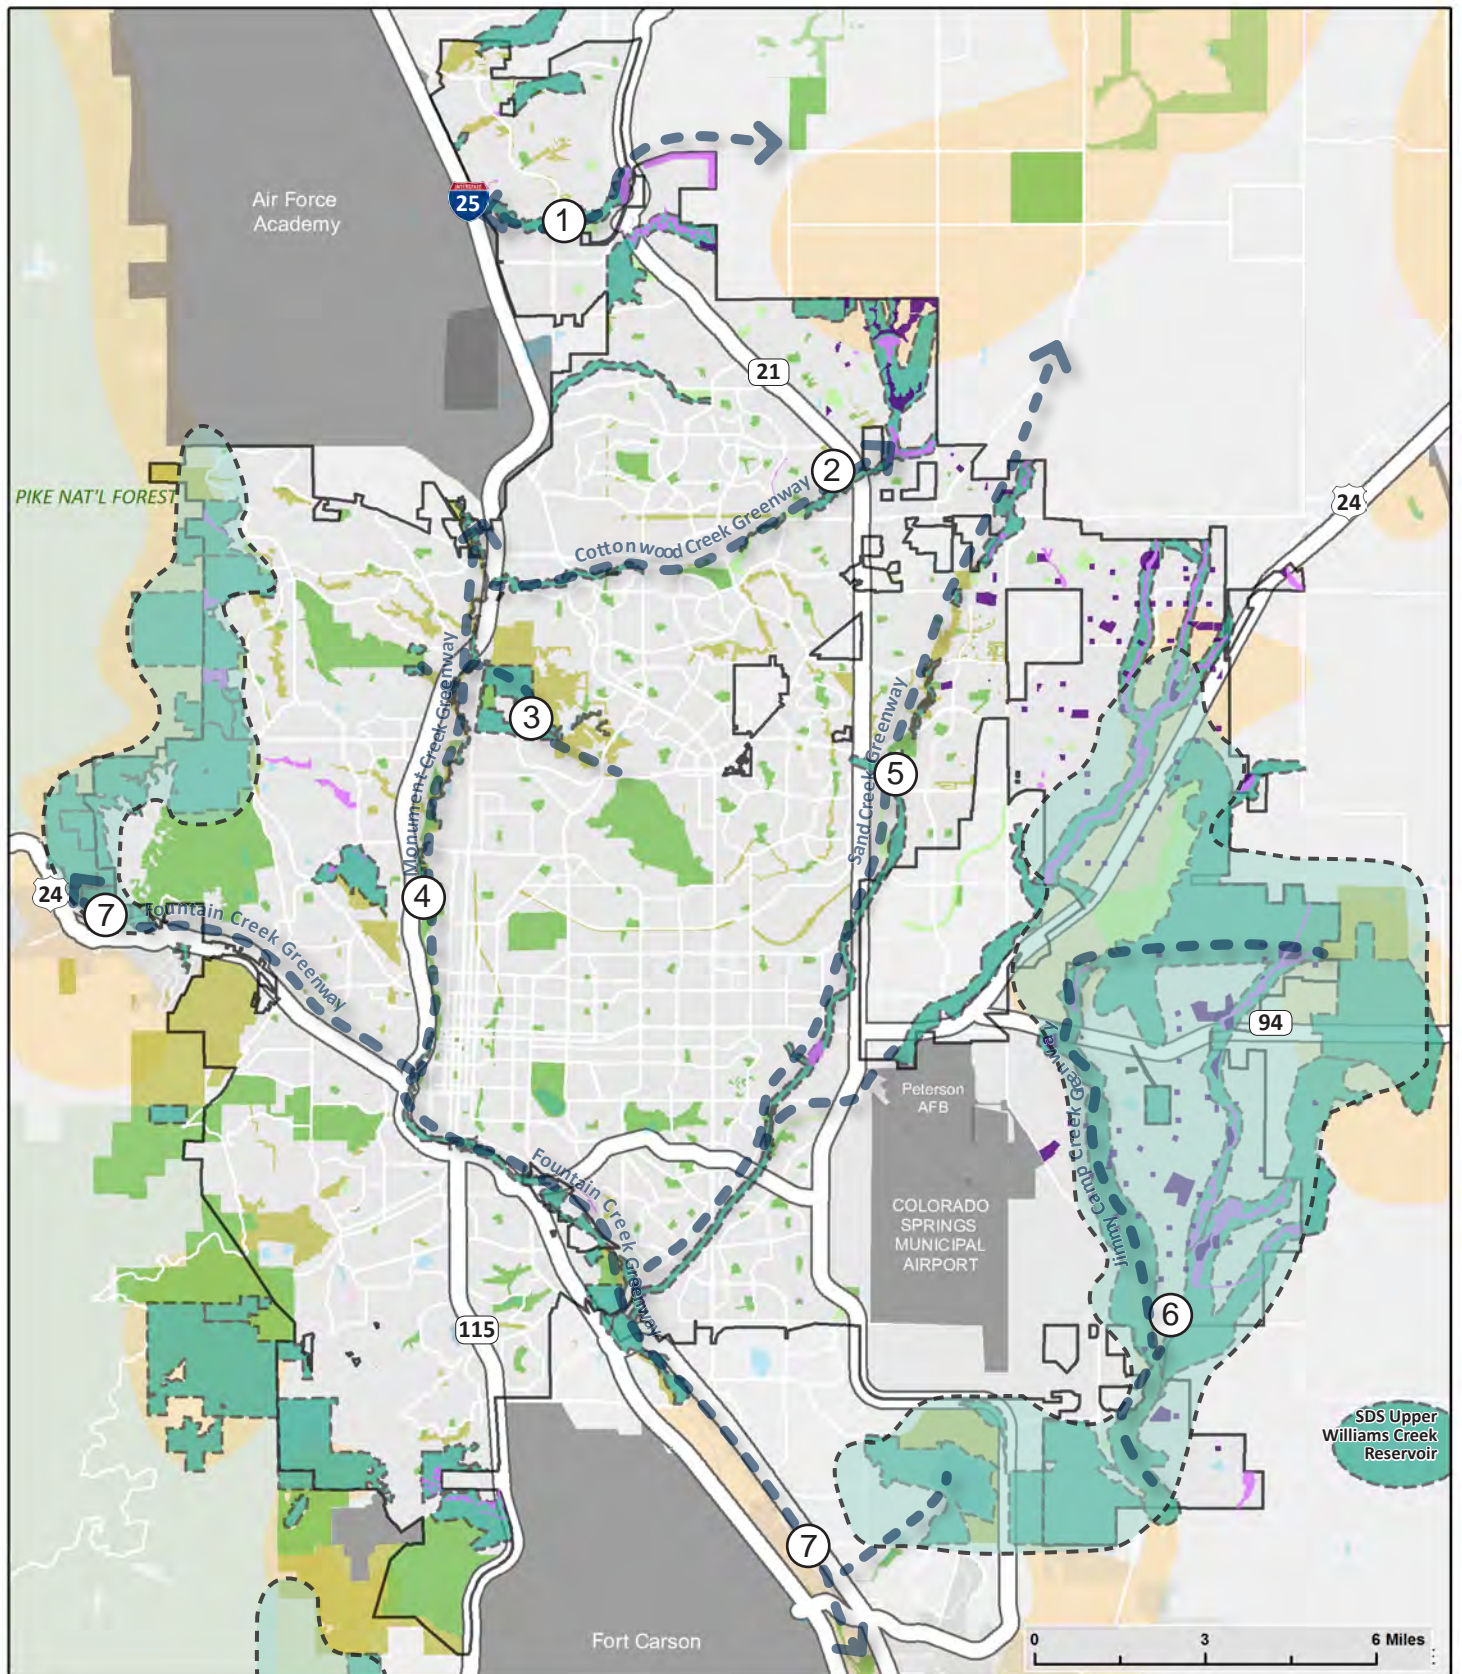 Air Force
Academy
INTERSTATE
25
1
21
2
PIKE NAT'L FOREST
24
Cottonwood Creek Greenway
Monument Creek Greenway
3
Sand Creek Greenway
5
24
7
4
Fountain Creek Greenway
94
Jimmy Camp Creek Greenway
Peterson
AFB
Fountain Creek Greenway
COLORADO
SPRINGS
MUNICIPAL
AIRPORT
6
115
SDS Upper
Williams Creek
Reservoir
7
Fort Carson
0 3 6 Miles